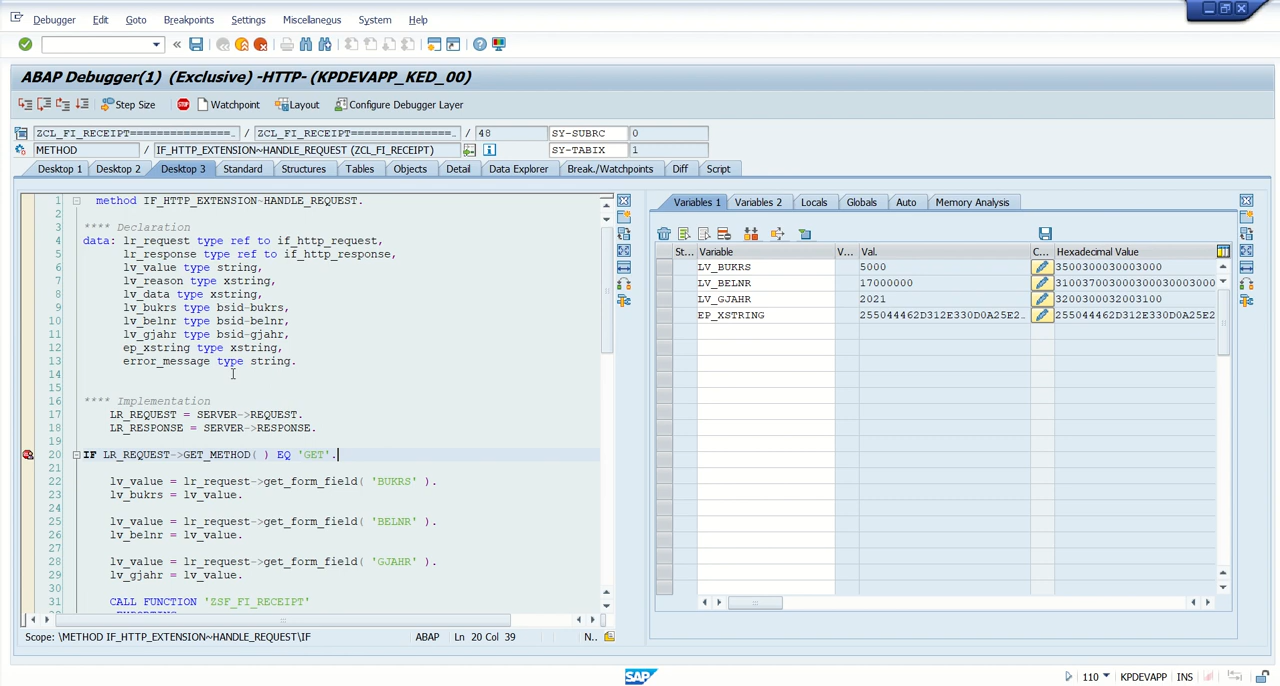 Debugger Edit Goto Breakpoints Settings Miscellaneous System Help
ABAP Debugger(1) (Exclusive) -HTTP- (KPDEVAPP_KED_00)
Step Size Watchpoint Layout Configure Debugger Layer
ZCL_FI_RECEIPT================… / ZCL_FI_RECEIPT================… / 48 SY-SUBRC 0
METHOD / IF_HTTP_EXTENSION~HANDLE_REQUEST (ZCL_FI_RECEIPT) SY-TABIX 1
Desktop 1 Desktop 2 Desktop 3 Standard Structures Tables Objects Detail Data Explorer Break./Watchpoints Diff Script
1 method IF_HTTP_EXTENSION~HANDLE_REQUEST.
2
3 **** Declaration
4 data: lr_request type ref to if_http_request,
5 lr_response type ref to if_http_response,
6 lv_value type string,
7 lv_reason type xstring,
8 lv_data type xstring,
9 lv_bukrs type bsid-bukrs,
10 lv_belnr type bsid-belnr,
11 lv_gjahr type bsid-gjahr,
12 ep_xstring type xstring,
13 error_message type string.
14
15
16 **** Implementation
17 LR_REQUEST = SERVER->REQUEST.
18 LR_RESPONSE = SERVER->RESPONSE.
19
20 IF LR_REQUEST->GET_METHOD( ) EQ 'GET'.
21
22 lv_value = lr_request->get_form_field( 'BUKRS' ).
23 lv_bukrs = lv_value.
24
25 lv_value = lr_request->get_form_field( 'BELNR' ).
26 lv_belnr = lv_value.
27
28 lv_value = lr_request->get_form_field( 'GJAHR' ).
29 lv_gjahr = lv_value.
30
31 CALL FUNCTION 'ZSF_FI_RECEIPT'
Scope: \METHOD IF_HTTP_EXTENSION~HANDLE_REQUEST\IF ABAP Ln 20 Col 39 N..
Variables 1 Variables 2 Locals Globals Auto Memory Analysis
St... Variable V... Val. C... Hexadecimal Value
LV_BUKRS 5000 3500300030003000
LV_BELNR 17000000 3100370030003000300030003000
LV_GJAHR 2021 3200300032003100
EP_XSTRING 255044462D312E330D0A25E2… 255044462D312E330D0A25E2
SAP
110 KPDEVAPP INS